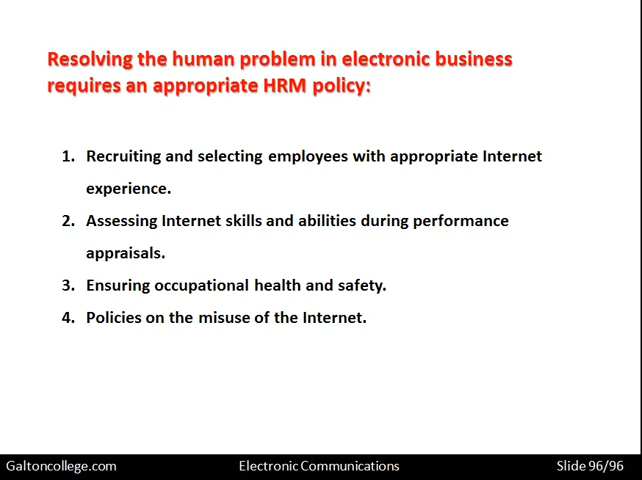 Resolving the human problem in electronic business
requires an appropriate HRM policy:
1. Recruiting and selecting employees with appropriate Internet
experience.
2. Assessing Internet skills and abilities during performance
appraisals.
3. Ensuring occupational health and safety.
4. Policies on the misuse of the Internet.
Galtoncollege.com Electronic Communications Slide 96/96